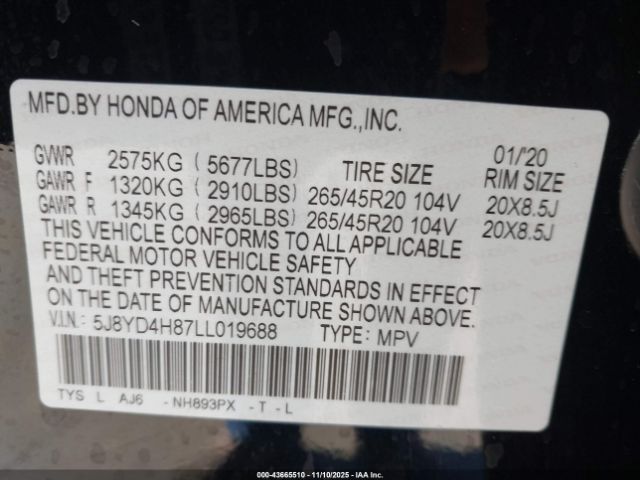 MFD.BY HONDA OF AMERICA MFG.,INC.
01/'20
GVWR 2575KG ( 5677LBS) TIRE SIZE RIM SIZE
GAWR F 1320KG ( 2910LBS) 265/45R20 104V 20X8.5J
GAWR R 1345KG ( 2965LBS) 265/45R20 104V 20X8.5J
THIS VEHICLE CONFORMS TO ALL APPLICABLE
FEDERAL MOTOR VEHICLE SAFETY
AND THEFT PREVENTION STANDARDS IN EFFECT
ON THE DATE OF MANUFACTURE SHOWN ABOVE.
V.I.N.: 5J8YD4H87LL019688 TYPE: MPV
TYS L AJ6 - NH893PX - T - L
000-43665510 - 11/10/2025 - IAA Inc.